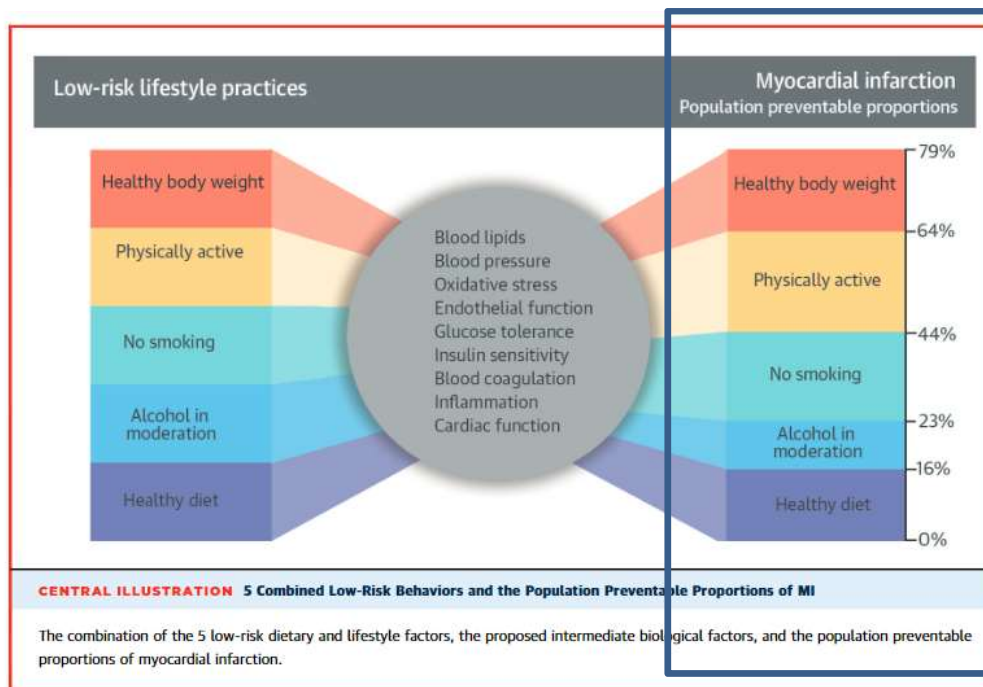 Low-risk lifestyle practices
Myocardial infarction
Population preventable proportions
Healthy body weight
Physically active
No smoking
Alcohol in
moderation
Healthy diet
Blood lipids
Blood pressure
Oxidative stress
Endothelial function
Glucose tolerance
Insulin sensitivity
Blood coagulation
Inflammation
Cardiac function
Healthy body weight
Physically active
No smoking
Alcohol in
moderation
Healthy diet
79%
64%
44%
23%
16%
0%
CENTRAL ILLUSTRATION 5 Combined Low-Risk Behaviors and the Population Preventable Proportions of MI
The combination of the 5 low-risk dietary and lifestyle factors, the proposed intermediate biological factors, and the population preventable
proportions of myocardial infarction.